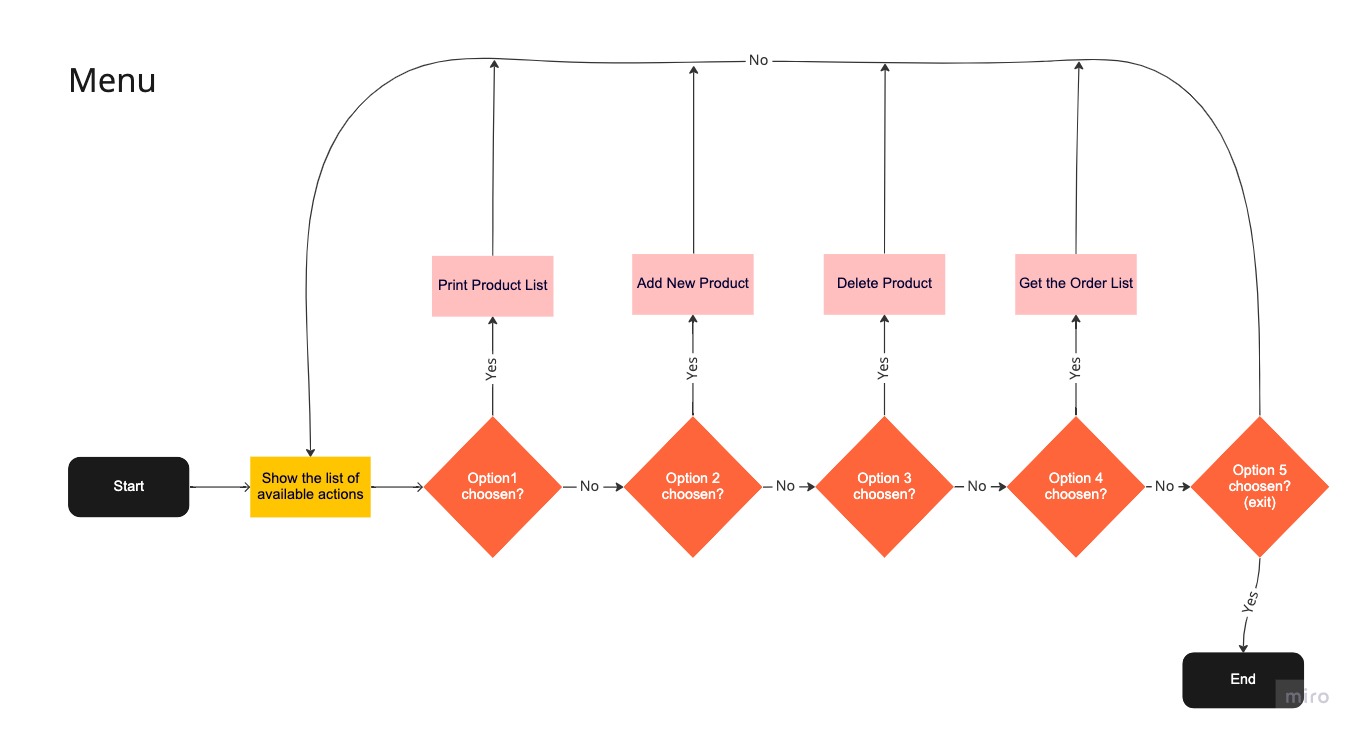 Menu
No
Print Product List
Add New Product
Delete Product
Get the Order List
Yes
Yes
Yes
Yes
Start
Show the list of
available actions
Option1
choosen?
No
Option 2
choosen?
No
Option 3
choosen?
No
Option 4
choosen?
No
Option 5
choosen?
(exit)
Yes
End
miro